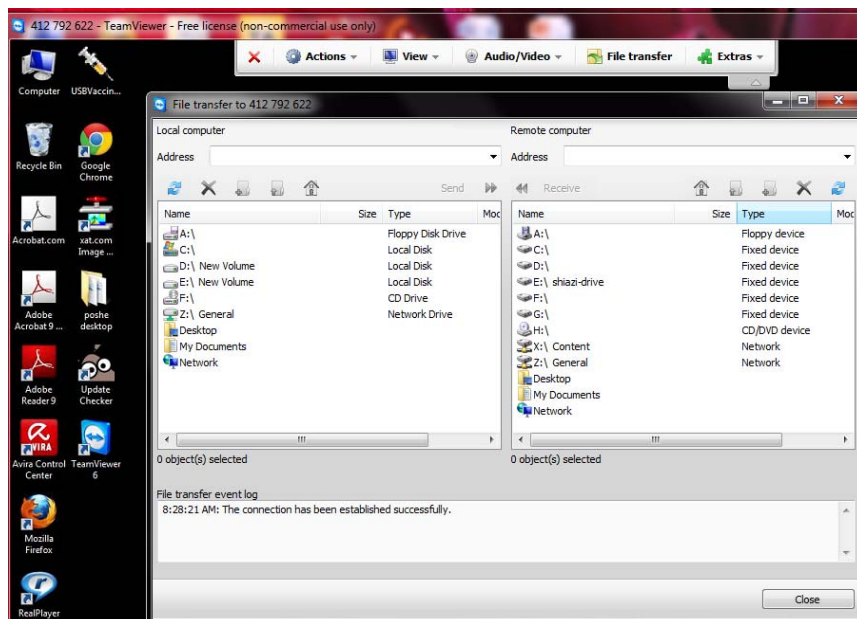 412 792 622 - TeamViewer - Free license (non-commercial use only)
Actions View Audio/Video File transfer Extras
Computer
USBVaccin...
Recycle Bin
Google
Chrome
Acrobat.com
xat.com
Image ...
Adobe
Acrobat 9 ...
poshe
desktop
Adobe
Reader 9
Update
Checker
AVIRA
Avira Control
Center
TeamViewer
6
Mozilla
Firefox
RealPlayer
File transfer to 412 792 622
Local computer
Address
Send
Name Size Type Moc
A:\ Floppy Disk Drive
C:\ Local Disk
D:\ New Volume Local Disk
E:\ New Volume Local Disk
F:\ CD Drive
Z:\ General Network Drive
Desktop
My Documents
Network
0 object(s) selected
Remote computer
Address
Receive
Name Size Type Moc
A:\ Floppy device
C:\ Fixed device
D:\ Fixed device
E:\ shiazi-drive Fixed device
F:\ Fixed device
G:\ Fixed device
H:\ CD/DVD device
X:\ Content Network
Z:\ General Network
Desktop
My Documents
Network
0 object(s) selected
File transfer event log
8:28:21 AM: The connection has been established successfully.
Close